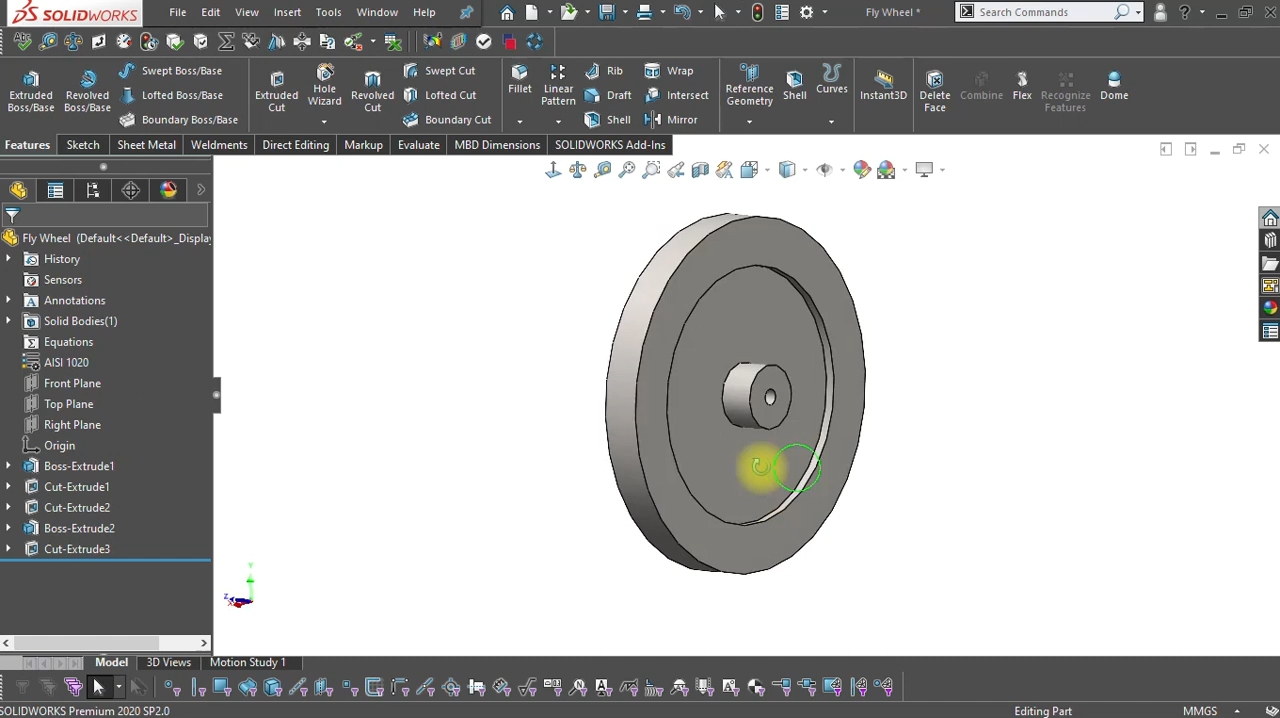 SOLIDWORKS File Edit View Insert Tools Window Help Fly Wheel * Search Commands ?
Extruded Boss/Base
Revolved Boss/Base
Swept Boss/Base
Lofted Boss/Base
Boundary Boss/Base
Extruded Cut
Hole Wizard
Revolved Cut
Swept Cut
Lofted Cut
Boundary Cut
Fillet
Linear Pattern
Rib
Draft
Shell
Wrap
Intersect
Mirror
Reference Geometry
Shell
Curves
Instant3D
Delete Face
Combine
Flex
Recognize Features
Dome
Features Sketch Sheet Metal Weldments Direct Editing Markup Evaluate MBD Dimensions SOLIDWORKS Add-Ins
Fly Wheel (Default<<Default>_Displa
History
Sensors
Annotations
Solid Bodies(1)
Equations
AISI 1020
Front Plane
Top Plane
Right Plane
Origin
Boss-Extrude1
Cut-Extrude1
Cut-Extrude2
Boss-Extrude2
Cut-Extrude3
Y
Z
X
Model 3D Views Motion Study 1
SOLIDWORKS Premium 2020 SP2.0 Editing Part MMGS